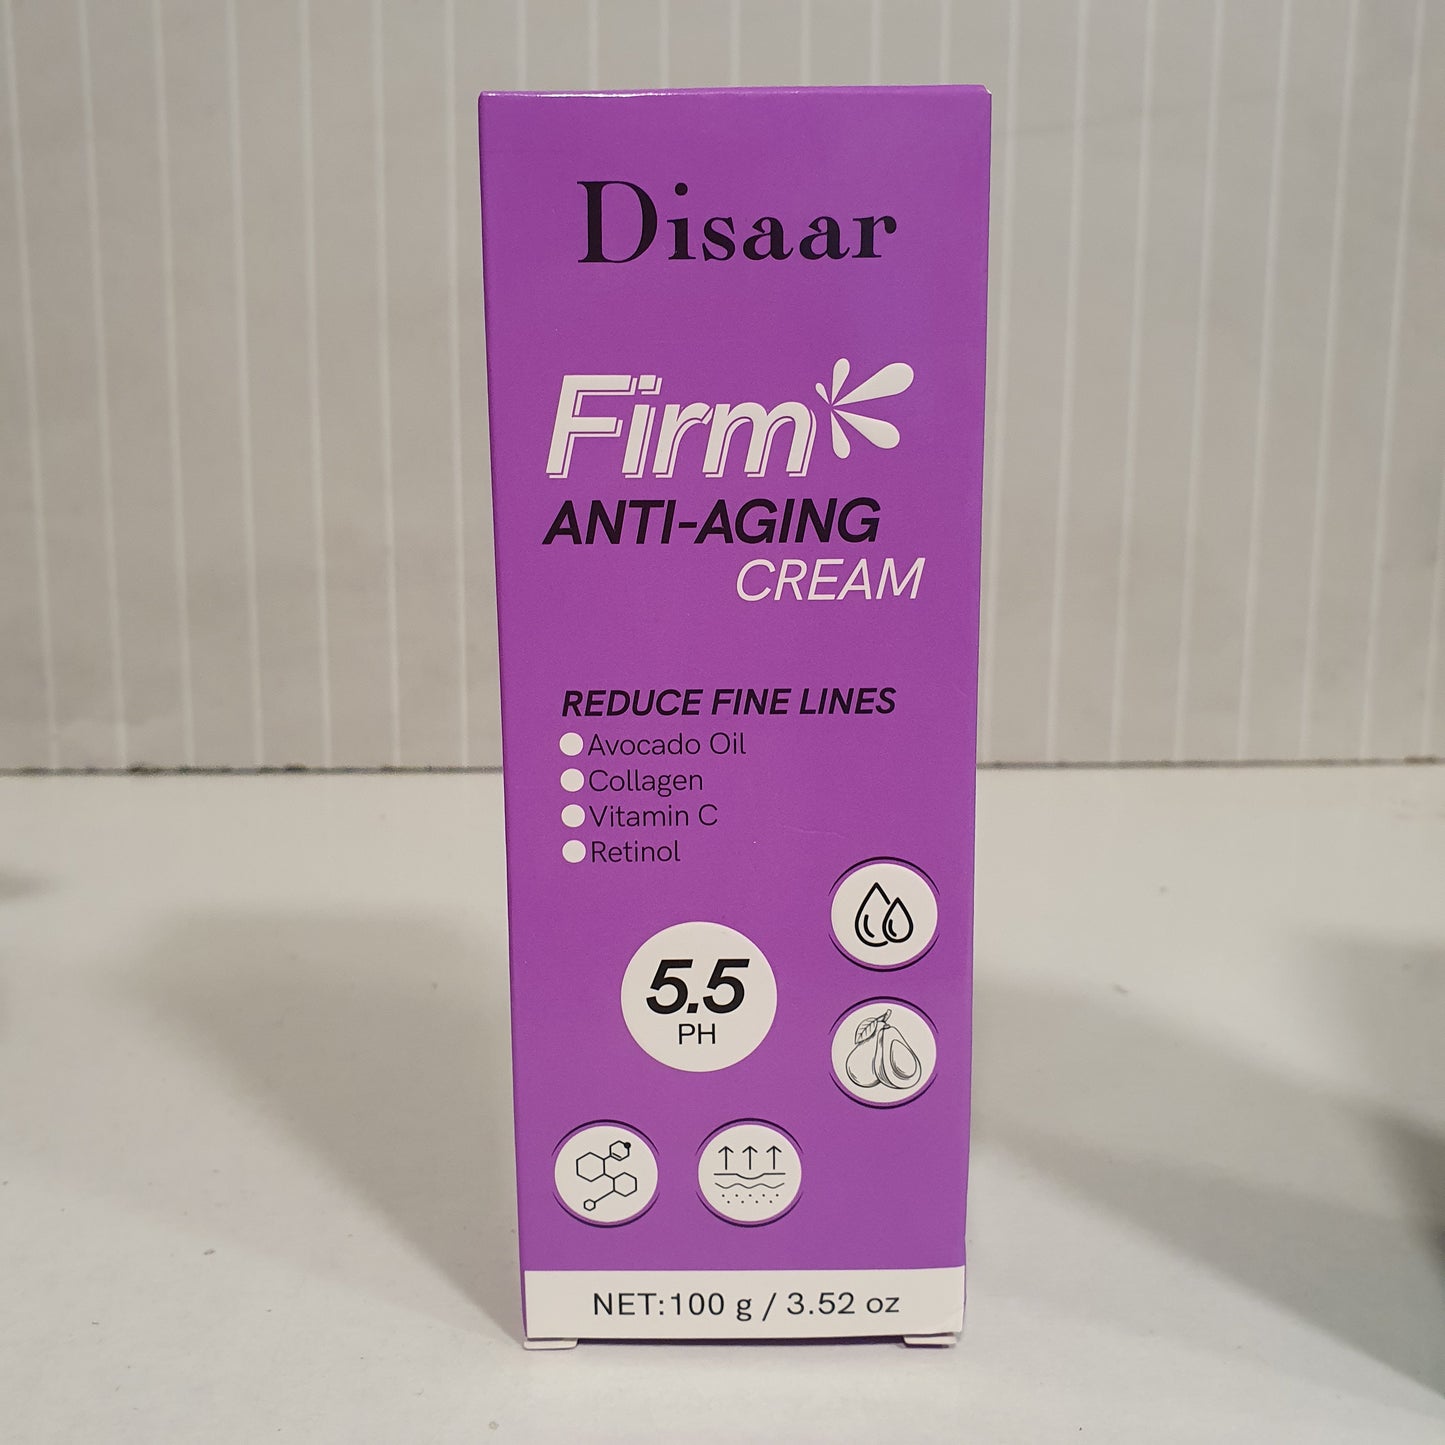 Disaar
Firm
ANTI-AGING
CREAM
REDUCE FINE LINES
Avocado Oil
Collagen
Vitamin C
Retinol
5.5
PH
NET:100 g / 3.52 oz